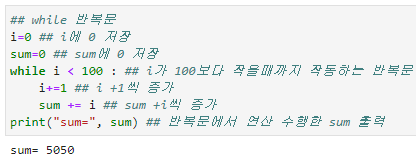 ## while 반복문
i=0 ## i에 0 저장
sum=0 ## sum에 0 저장
while i < 100 : ## i가 100보다 작을때까지 작동하는 반복문
    i+=1 ## i +1씩 증가
    sum += i ## sum +i씩 증가
print("sum=", sum) ## 반복문에서 연산 수행한 sum 출력
sum= 5050